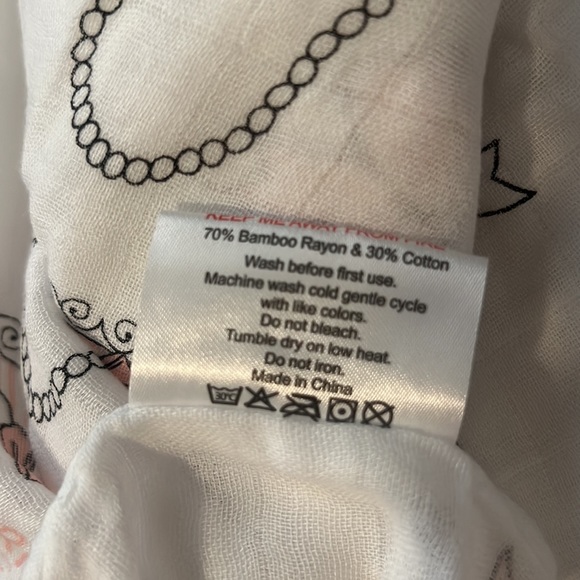 KEEP ME AWAY FROM FIRE
70% Bamboo Rayon & 30% Cotton
Wash before first use.
Machine wash cold gentle cycle
with like colors.
Do not bleach.
Tumble dry on low heat.
Do not iron.
Made in China
30°C